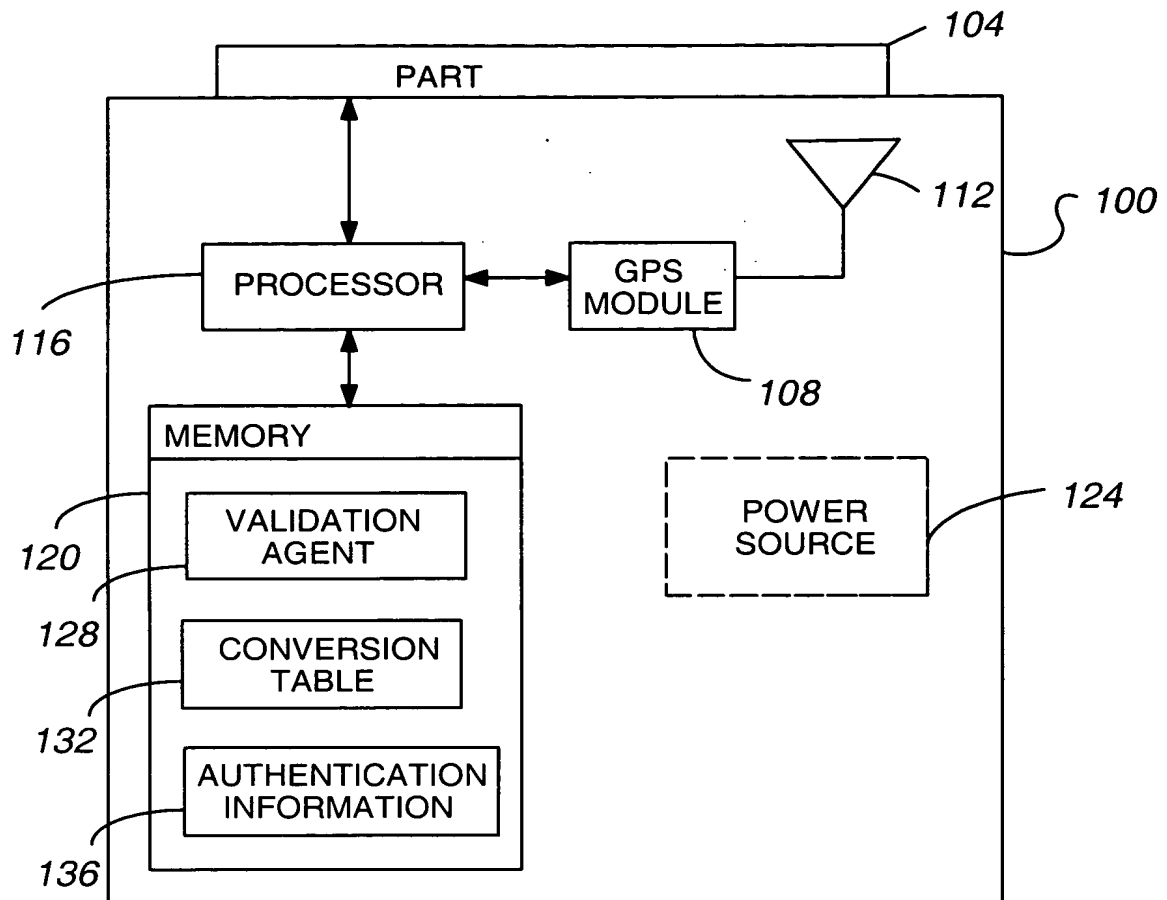 104
PART
112
100
PROCESSOR
GPS
MODULE
116
108
MEMORY
POWER
SOURCE
124
VALIDATION
AGENT
120
128
CONVERSION
TABLE
132
AUTHENTICATION
INFORMATION
136